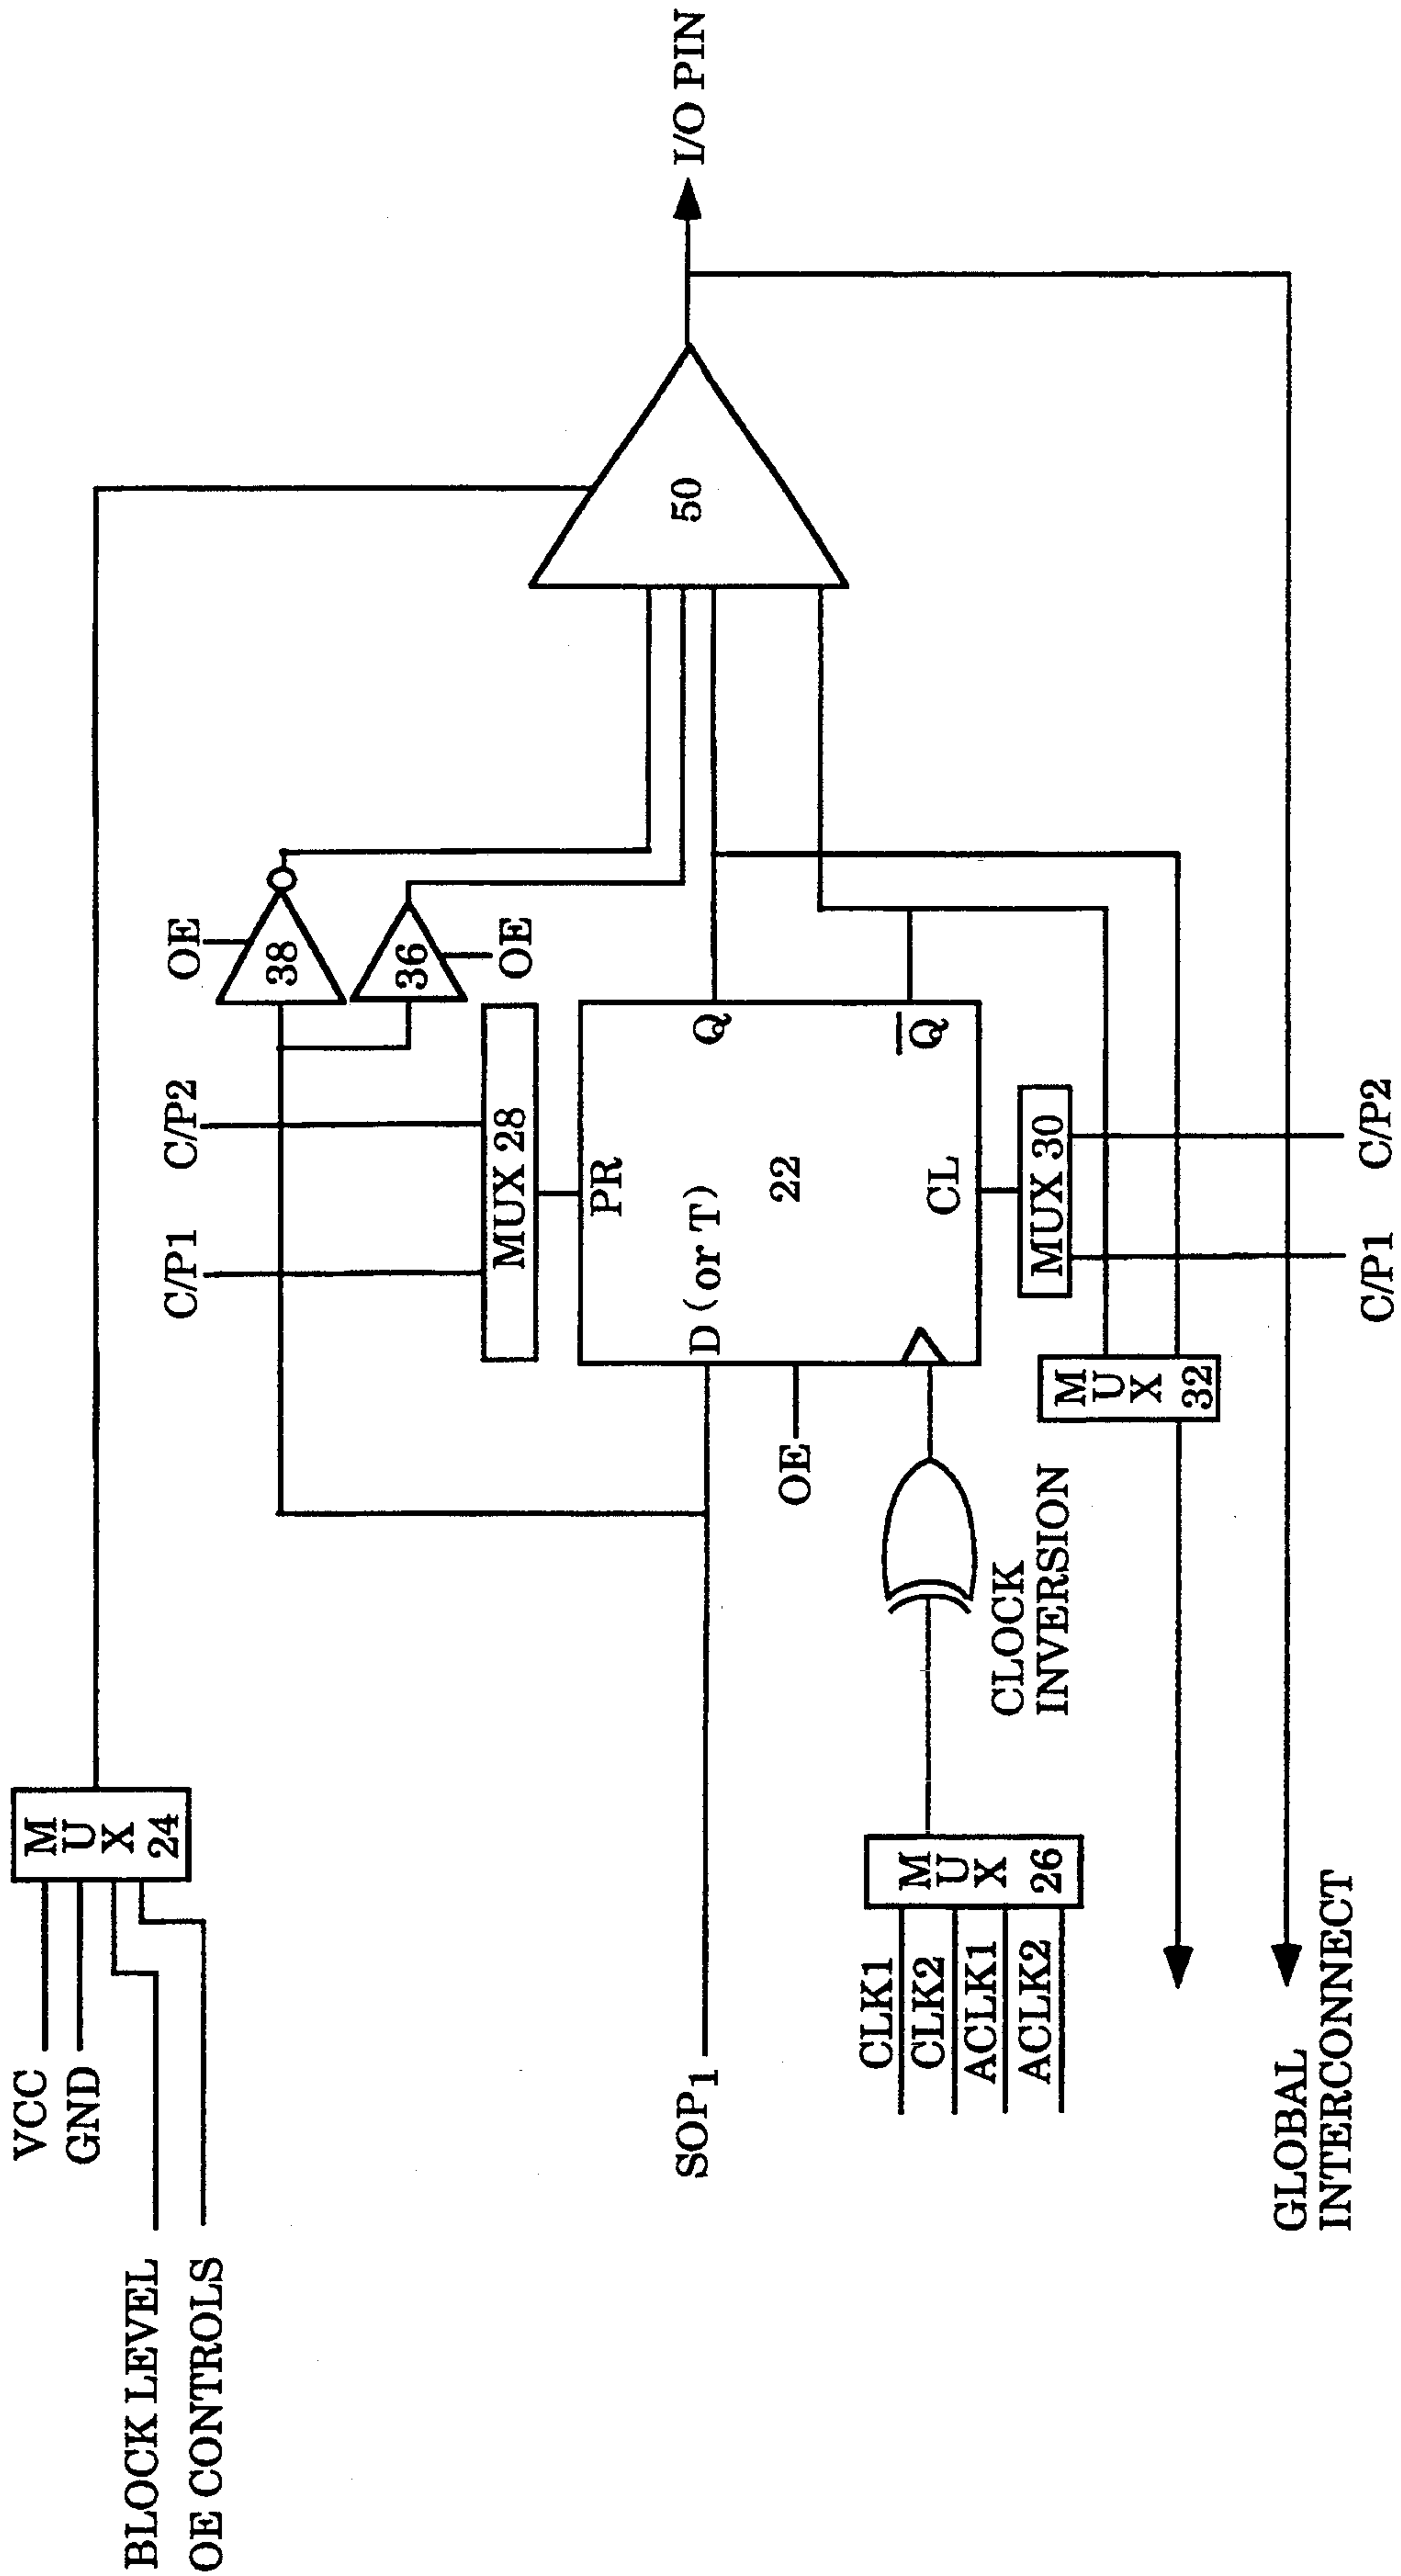 VCC
GND
BLOCK LEVEL
OE CONTROLS
M
U
X
24
C/P1
C/P2
OE
38
36
OE
MUX 28
PR
D (or T)
22
Q
Q̅
CL
OE
50
I/O PIN
SOP₁
CLK1
CLK2
ACLK1
ACLK2
M
U
X
26
CLOCK
INVERSION
MUX 30
M
U
X
32
C/P1
C/P2
GLOBAL
INTERCONNECT